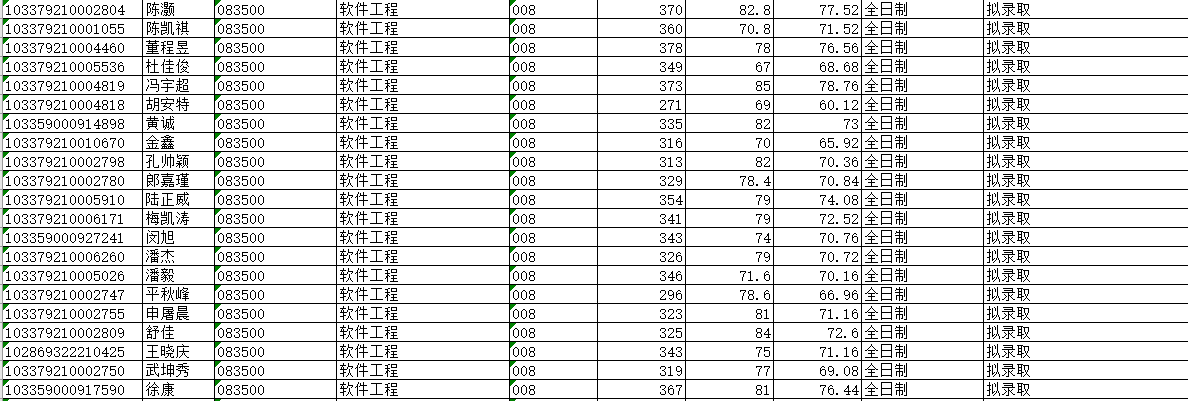 103379210002804 陈灏 083500 软件工程 008 370 82.8 77.52 全日制 拟录取
103379210001055 陈凯祺 083500 软件工程 008 360 70.8 71.52 全日制 拟录取
103379210004460 董程昱 083500 软件工程 008 378 78 76.56 全日制 拟录取
103379210005536 杜佳俊 083500 软件工程 008 349 67 68.68 全日制 拟录取
103379210004819 冯宇超 083500 软件工程 008 373 85 78.76 全日制 拟录取
103379210004818 胡安特 083500 软件工程 008 271 69 60.12 全日制 拟录取
103359000914898 黄诚 083500 软件工程 008 335 82 73 全日制 拟录取
103379210010670 金鑫 083500 软件工程 008 316 70 65.92 全日制 拟录取
103379210002798 孔帅颖 083500 软件工程 008 313 82 70.36 全日制 拟录取
103379210002780 郎嘉瑾 083500 软件工程 008 329 78.4 70.84 全日制 拟录取
103379210005910 陆正威 083500 软件工程 008 354 79 74.08 全日制 拟录取
103379210006171 梅凯涛 083500 软件工程 008 341 79 72.52 全日制 拟录取
103359000927241 闵旭 083500 软件工程 008 343 74 70.76 全日制 拟录取
103379210006260 潘杰 083500 软件工程 008 326 79 70.72 全日制 拟录取
103379210005026 潘毅 083500 软件工程 008 346 71.6 70.16 全日制 拟录取
103379210002747 平秋峰 083500 软件工程 008 296 78.6 66.96 全日制 拟录取
103379210002755 申屠晨 083500 软件工程 008 323 81 71.16 全日制 拟录取
103379210002809 舒佳 083500 软件工程 008 325 84 72.6 全日制 拟录取
102869322210425 王晓庆 083500 软件工程 008 343 75 71.16 全日制 拟录取
103379210002750 武坤秀 083500 软件工程 008 319 77 69.08 全日制 拟录取
103359000917590 徐康 083500 软件工程 008 367 81 76.44 全日制 拟录取